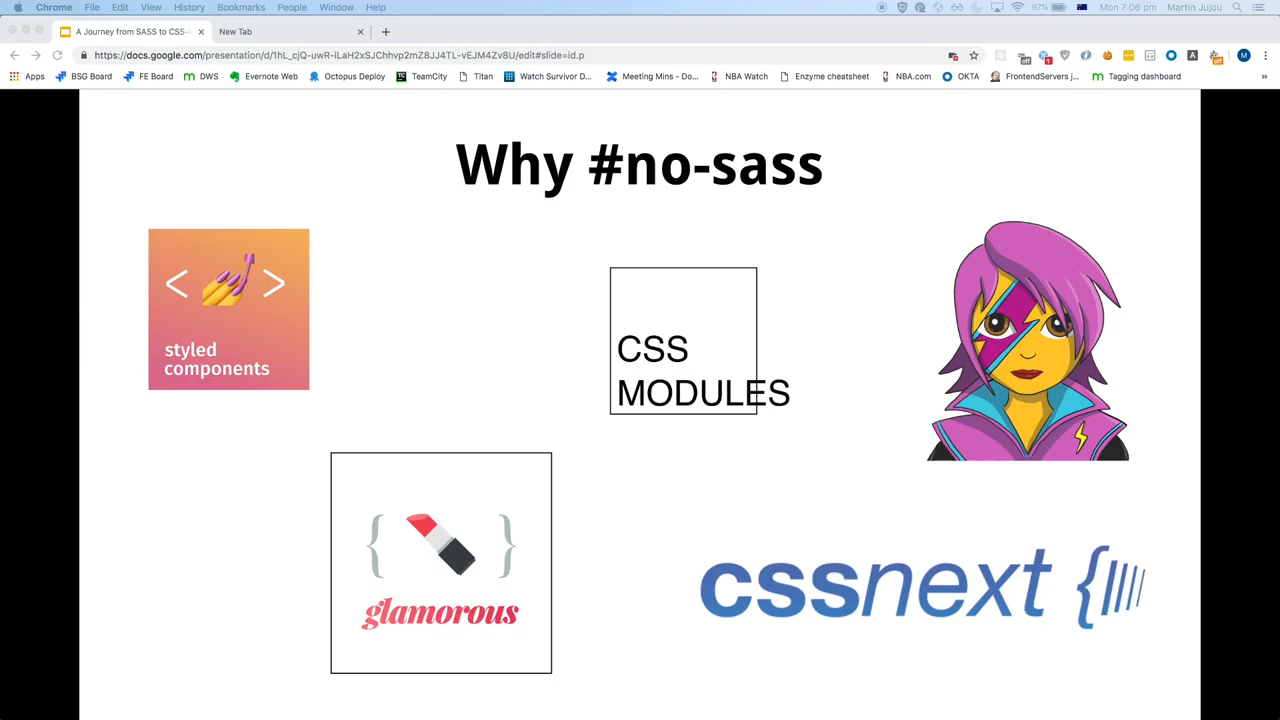 Chrome File Edit View History Bookmarks People Window Help 97% Mon 7:06 pm Martin Jujou
A Journey from SASS to CSS-i New Tab
https://docs.google.com/presentation/d/1hL_cjQ-uwR-iLaH2xSJChhvp2mZ8JJ4TL-vEJM4Zv8U/edit#slide=id.p
Apps BSG Board FE Board DWS Evernote Web Octopus Deploy TeamCity Titan Watch Survivor D... Meeting Mins - Do... NBA Watch Enzyme cheatsheet NBA.com OKTA FrontendServers j... Tagging dashboard »
Why #no-sass
< >
styled
components
CSS
MODULES
{ }
glamorous
cssnext {